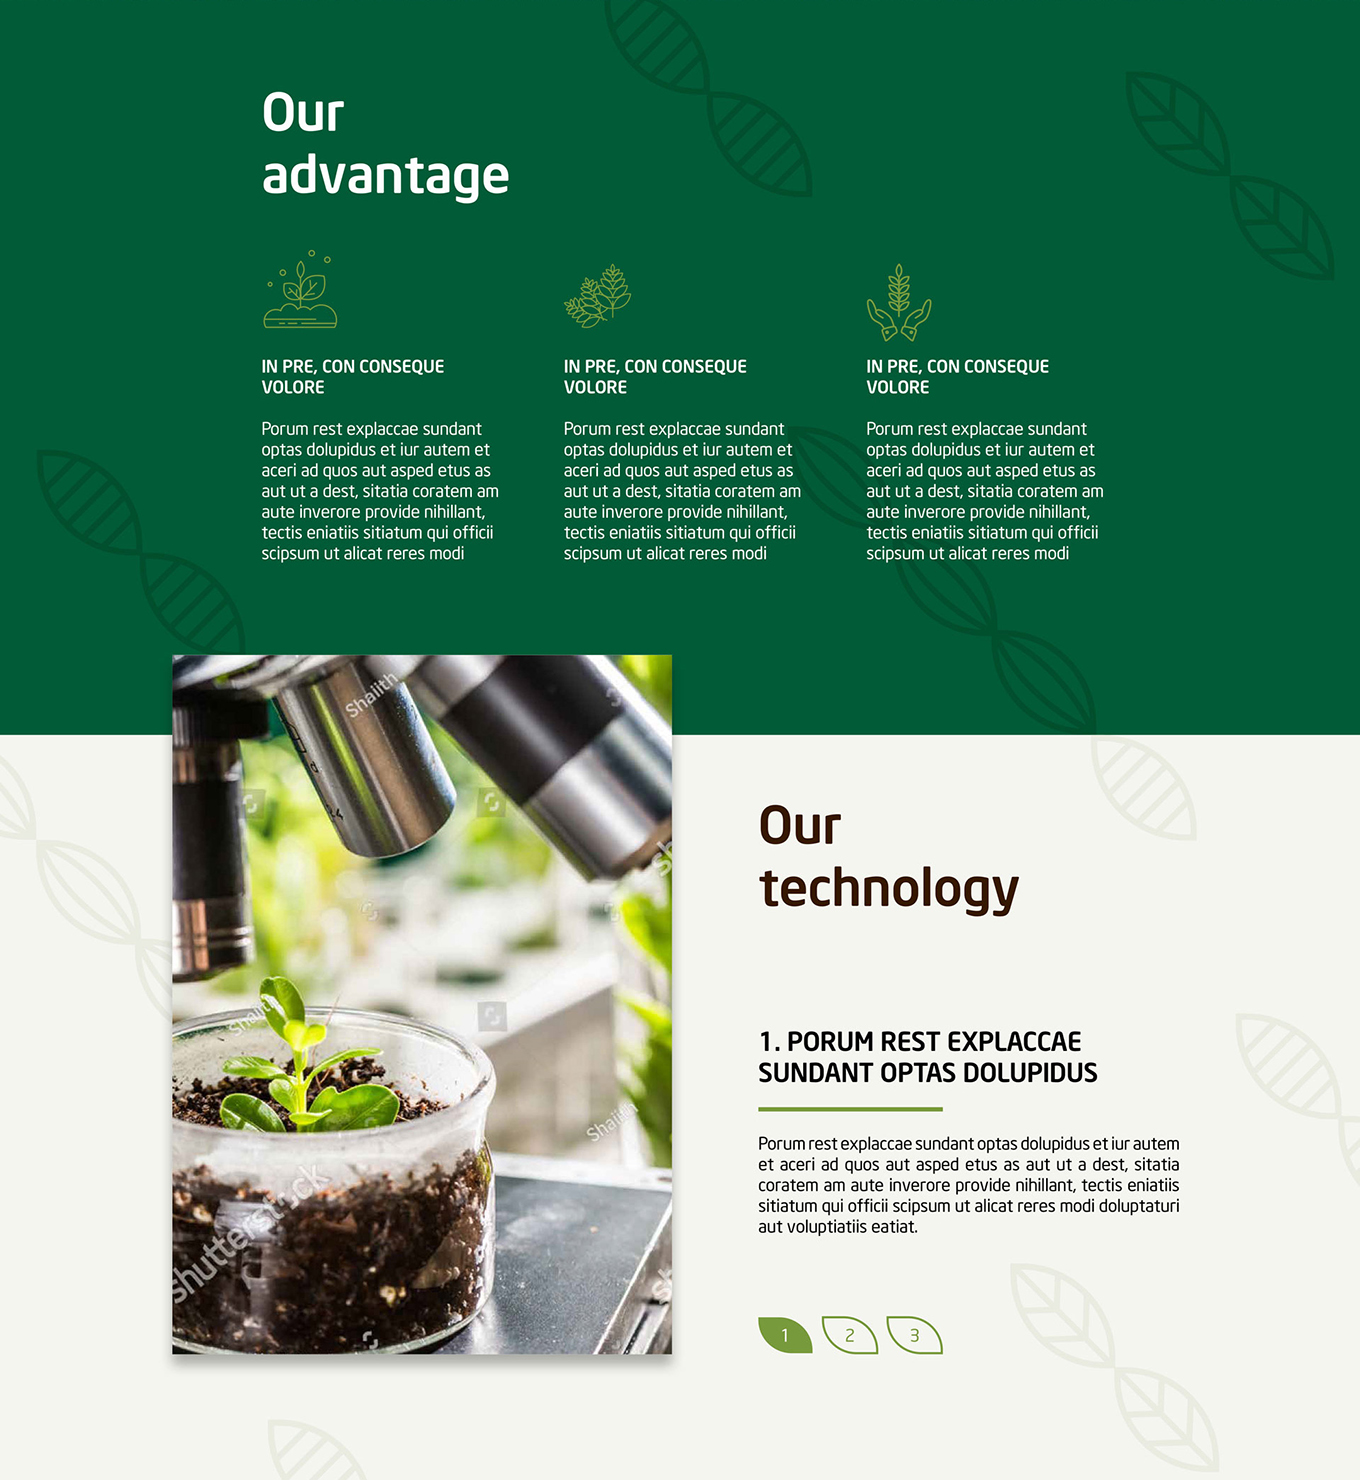 Our
advantage
IN PRE, CON CONSEQUE
VOLORE
Porum rest explaccae sundant
optas dolupidus et iur autem et
aceri ad quos aut asped etus as
aut ut a dest, sitatia coratem am
aute inverore provide nihillant,
tectis eniatiis sitiatum qui officii
scipsum ut alicat reres modi
IN PRE, CON CONSEQUE
VOLORE
Porum rest explaccae sundant
optas dolupidus et iur autem et
aceri ad quos aut asped etus as
aut ut a dest, sitatia coratem am
aute inverore provide nihillant,
tectis eniatiis sitiatum qui officii
scipsum ut alicat reres modi
IN PRE, CON CONSEQUE
VOLORE
Porum rest explaccae sundant
optas dolupidus et iur autem et
aceri ad quos aut asped etus as
aut ut a dest, sitatia coratem am
aute inverore provide nihillant,
tectis eniatiis sitiatum qui officii
scipsum ut alicat reres modi
Shaiith
Shaiith
Shaiith
shutterstock
Our
technology
1. PORUM REST EXPLACCAE
SUNDANT OPTAS DOLUPIDUS
Porum rest explaccae sundant optas dolupidus et iur autem
et aceri ad quos aut asped etus as aut ut a dest, sitatia
coratem am aute inverore provide nihillant, tectis eniatiis
sitiatum qui officii scipsum ut alicat reres modi doluptaturi
aut voluptiatiis eatiat.
1 2 3